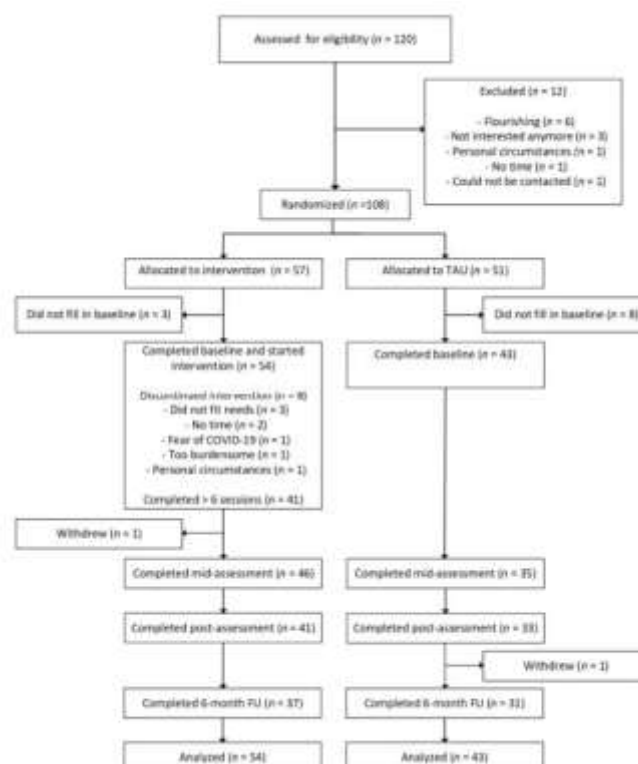 Assessed for eligibility (n = 120)
Excluded (n = 12)
- Flourishing (n = 6)
- Not interested anymore (n = 3)
- Personal circumstances (n = 1)
- No time (n = 1)
- Could not be contacted (n = 1)
Randomized (n =108)
Allocated to intervention (n = 57)
Allocated to TAU (n = 51)
Did not fill in baseline (n = 3)
Did not fill in baseline (n = 8)
Completed baseline and started
intervention (n = 54)
Discontinued intervention (n = 8)
- Did not fit needs (n = 3)
- No time (n = 2)
- Fear of COVID-19 (n = 1)
- Too burdensome (n = 1)
- Personal circumstances (n = 1)
Completed > 6 sessions (n = 41)
Completed baseline (n = 43)
Withdrew (n = 1)
Completed mid-assessment (n = 46)
Completed mid-assessment (n = 35)
Completed post-assessment (n = 41)
Completed post-assessment (n = 33)
Withdrew (n = 1)
Completed 6-month FU (n = 37)
Completed 6-month FU (n = 31)
Analyzed (n = 54)
Analyzed (n = 43)